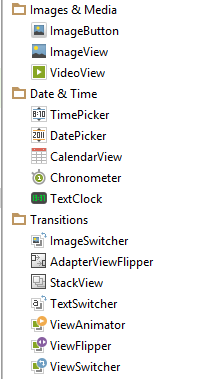 Images & Media
ImageButton
ImageView
VideoView
Date & Time
TimePicker
DatePicker
CalendarView
Chronometer
TextClock
Transitions
ImageSwitcher
AdapterViewFlipper
StackView
TextSwitcher
ViewAnimator
ViewFlipper
ViewSwitcher